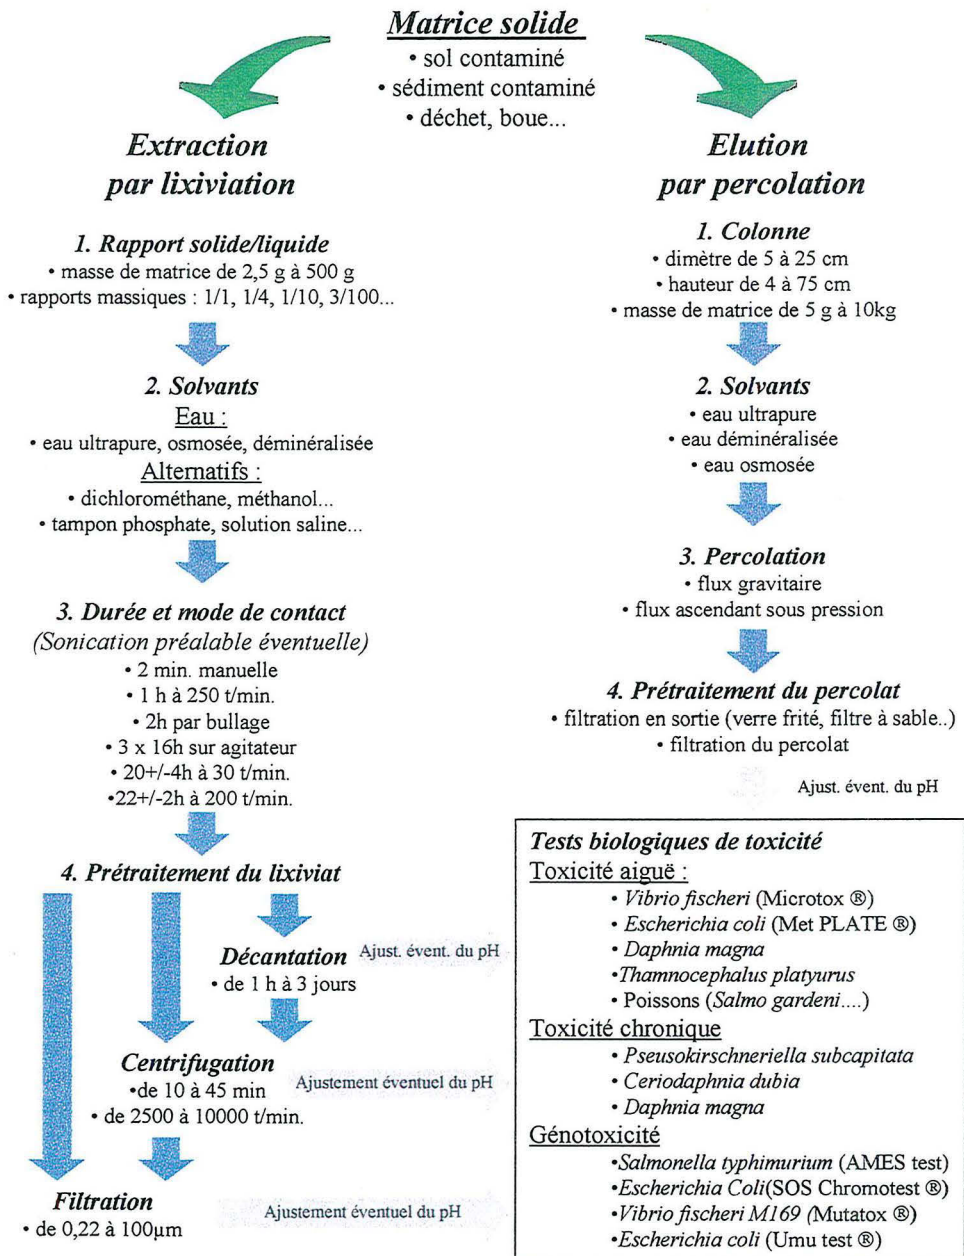 Matrice solide
• sol contaminé
• sédiment contaminé
• déchet, boue...
Extraction
par lixiviation
1. Rapport solide/liquide
• masse de matrice de 2,5 g à 500 g
• rapports massiques : 1/1, 1/4, 1/10, 3/100...
2. Solvants
Eau :
• eau ultrapure, osmosée, déminéralisée
Alternatifs :
• dichlorométhane, méthanol...
• tampon phosphate, solution saline...
3. Durée et mode de contact
(Sonication préalable éventuelle)
• 2 min. manuelle
• 1 h à 250 t/min.
• 2h par bullage
• 3 x 16h sur agitateur
• 20+/-4h à 30 t/min.
•22+/-2h à 200 t/min.
4. Prétraitement du lixiviat
Décantation
• de 1 h à 3 jours
Ajust. évent. du pH
Centrifugation
•de 10 à 45 min
• de 2500 à 10000 t/min.
Ajustement éventuel du pH
Filtration
• de 0,22 à 100µm
Ajustement éventuel du pH
Elution
par percolation
1. Colonne
• dimètre de 5 à 25 cm
• hauteur de 4 à 75 cm
• masse de matrice de 5 g à 10kg
2. Solvants
• eau ultrapure
• eau déminéralisée
• eau osmosée
3. Percolation
• flux gravitaire
• flux ascendant sous pression
4. Prétraitement du percolat
• filtration en sortie (verre frité, filtre à sable..)
• filtration du percolat
Ajust. évent. du pH
Tests biologiques de toxicité
Toxicité aiguë :
• Vibrio fischeri (Microtox ®)
• Escherichia coli (Met PLATE ®)
• Daphnia magna
•Thamnocephalus platyurus
• Poissons (Salmo gardeni....)
Toxicité chronique
• Pseusokirschneriella subcapitata
• Ceriodaphnia dubia
• Daphnia magna
Génotoxicité
•Salmonella typhimurium (AMES test)
•Escherichia Coli(SOS Chromotest ®)
•Vibrio fischeri M169 (Mutatox ®)
•Escherichia coli (Umu test ®)